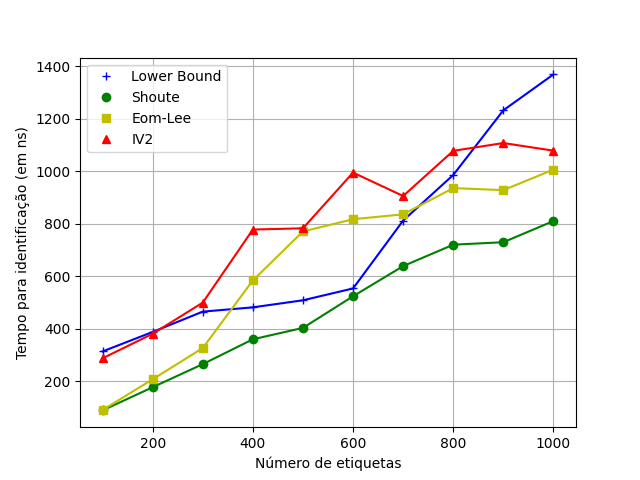 1400
1200
1000
800
600
400
200
Tempo para identificação (em ns)
Lower Bound
Shoute
Eom-Lee
IV2
200 400 600 800 1000
Número de etiquetas